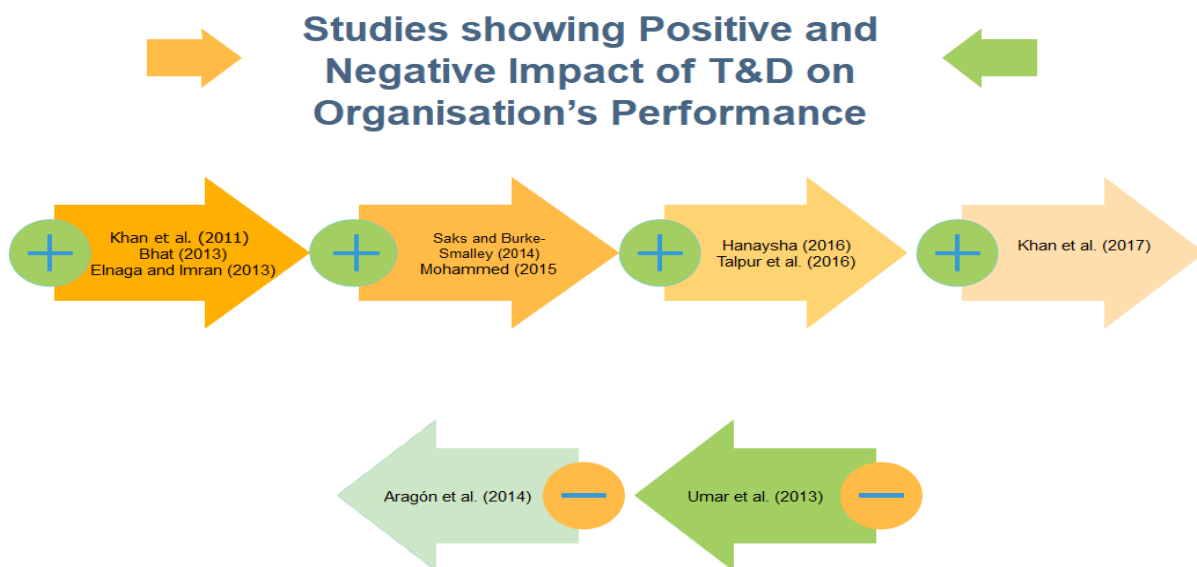 Studies showing Positive and
Negative Impact of T&D on
Organisation's Performance
Khan et al. (2011)
Bhat (2013)
Elnaga and Imran (2013)
Saks and Burke-
Smalley (2014)
Mohammed (2015
Hanaysha (2016)
Talpur et al. (2016)
Khan et al. (2017)
Aragón et al. (2014)
Umar et al. (2013)